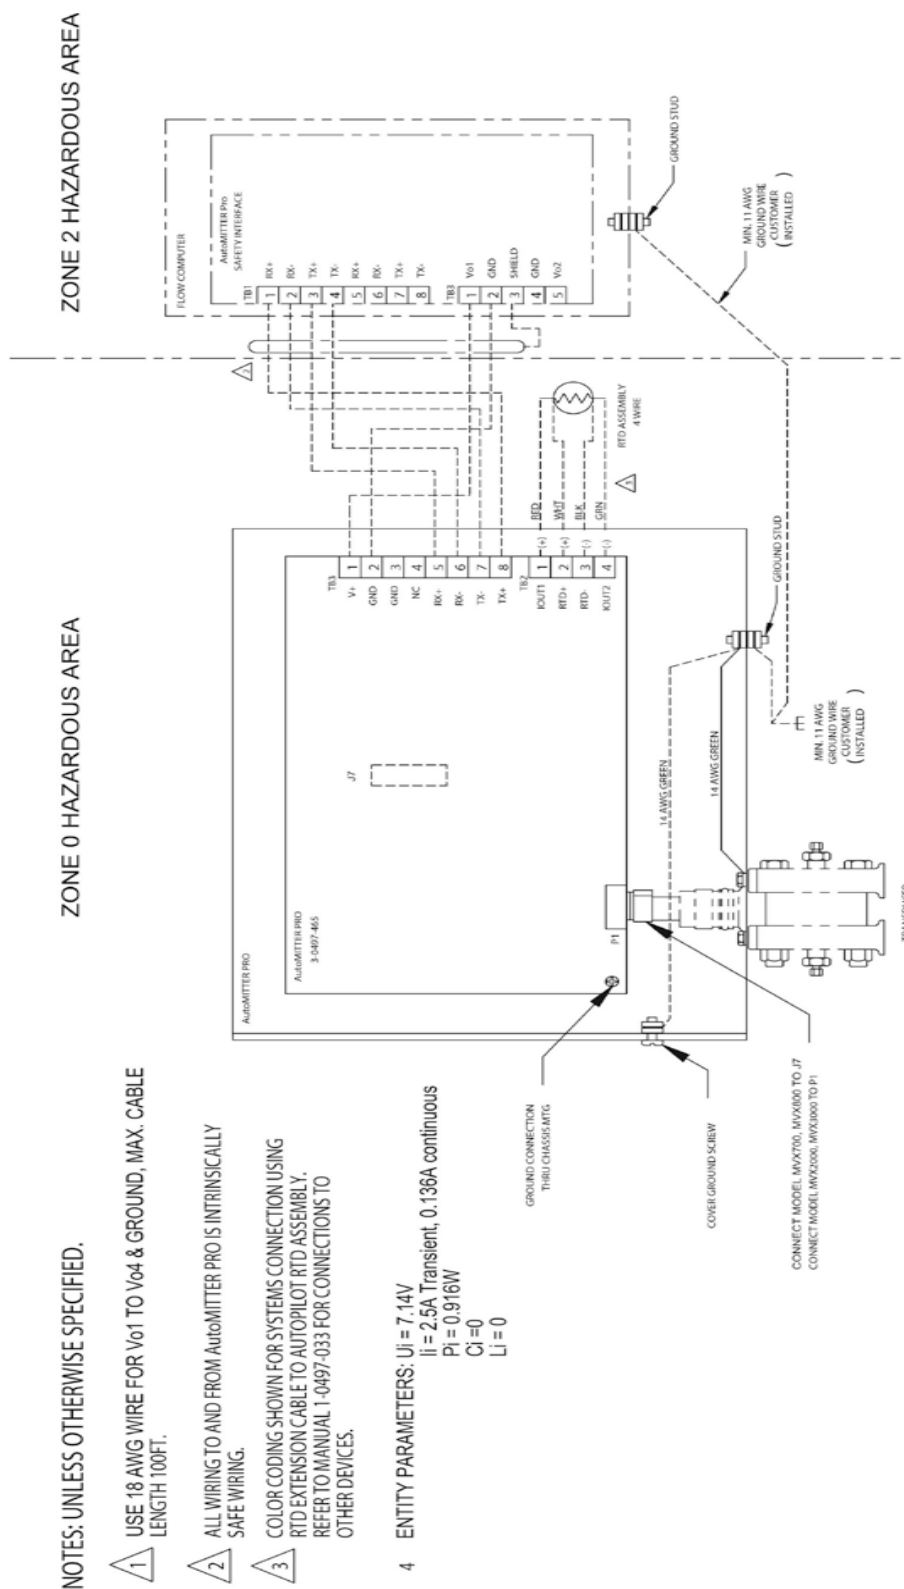 NOTES: UNLESS OTHERWISE SPECIFIED.
1
USE 18 AWG WIRE FOR Vo1 TO Vo4 & GROUND, MAX. CABLE
LENGTH 100FT.
2
ALL WIRING TO AND FROM AutoMITTER PRO IS INTRINSICALLY
SAFE WIRING.
3
COLOR CODING SHOWN FOR SYSTEMS CONNECTION USING
RTD EXTENSION CABLE TO AUTOPILOT RTD ASSEMBLY.
REFER TO MANUAL 1-0497-033 FOR CONNECTIONS TO
OTHER DEVICES.
4
ENTITY PARAMETERS: Ui = 7.14V
Ii = 2.5A Transient, 0.136A continuous
Pi = 0.916W
Ci =0
Li = 0
ZONE 0 HAZARDOUS AREA
AutoMITTER PRO
AutoMITTER PRO
3-0497-465
J7
P1
TB3
V+ 1
GND 2
GND 3
NC 4
RX+ 5
RX- 6
TX- 7
TX+ 8
TB2
IOUT1 1 (+) RED
RTD+ 2 (+) WHT
RTD- 3 (-) BLK
IOUT2 4 (-) GRN
RTD ASSEMBLY
4 WIRE
3
2
GROUND CONNECTION
THRU CHASSIS MTG
COVER GROUND SCREW
CONNECT MODEL MVX700, MVX800 TO J7
CONNECT MODEL MVX2000, MVX3000 TO P1
14 AWG GREEN
14 AWG GREEN
GROUND STUD
MIN. 11 AWG
GROUND WIRE
CUSTOMER
( INSTALLED )
ZONE 2 HAZARDOUS AREA
FLOW COMPUTER
AutoMITTER Pro
SAFETY INTERFACE
TB1
1 RX+
2 RX-
3 TX+
4 TX-
5 RX+
6 RX-
7 TX+
8 TX-
TB3
1 Vo1
2 GND
3 SHIELD
4 GND
5 Vo2
GROUND STUD
MIN. 11 AWG
GROUND WIRE
CUSTOMER
( INSTALLED )